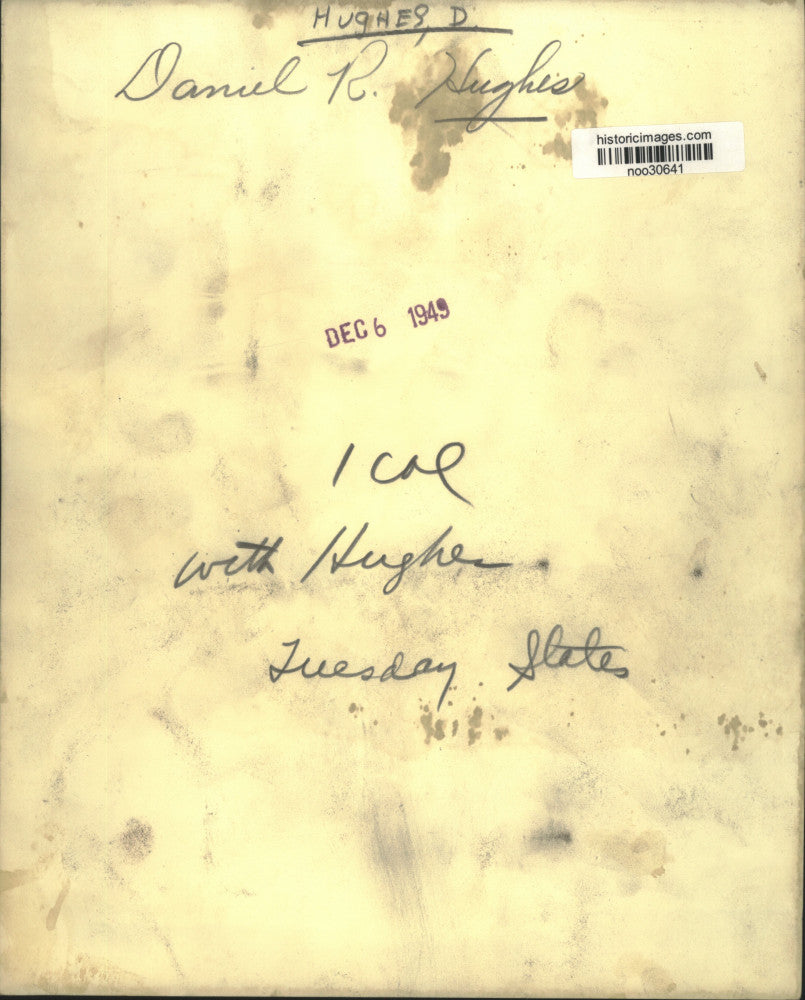 HUGHES, D.
Daniel R. Hughes
historicimages.com
noo30641
DEC 6 1949
1 col
with Hughes
Tuesday States